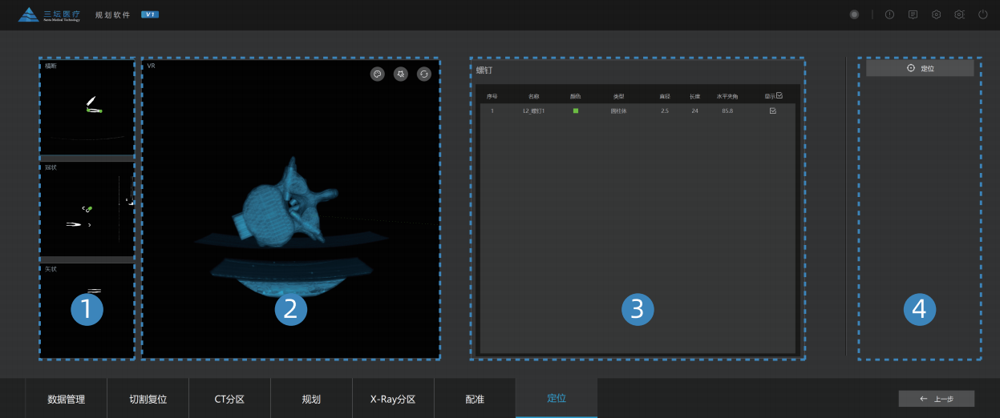 三坛医疗
Santa Medical Technology
规划软件 V1
横断
VR
冠状
矢状
螺钉
序号 名称 颜色 类型 直径 长度 水平夹角 显示
1 L2_螺钉1 圆柱体 2.5 24 85.8
定位
1
2
3
4
数据管理 切割复位 CT分区 规划 X-Ray分区 配准 定位
← 上一步